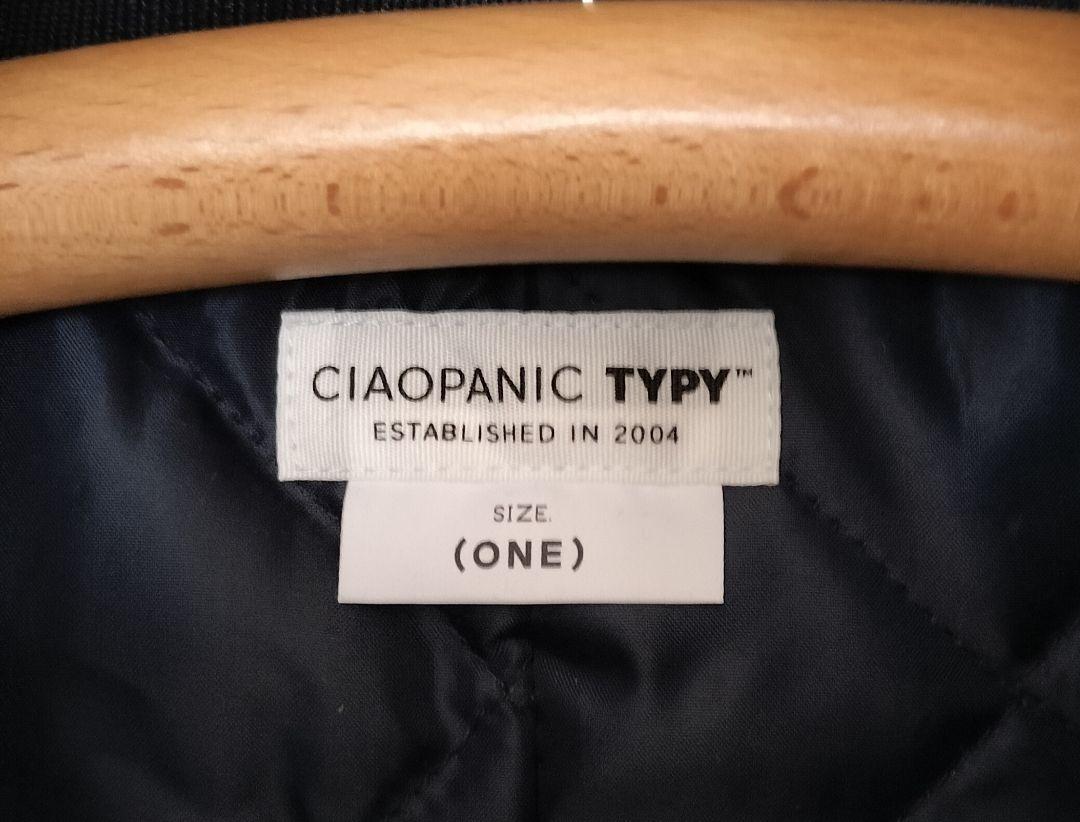 CIAOPANIC TYPY™
ESTABLISHED IN 2004
SIZE.
(ONE)